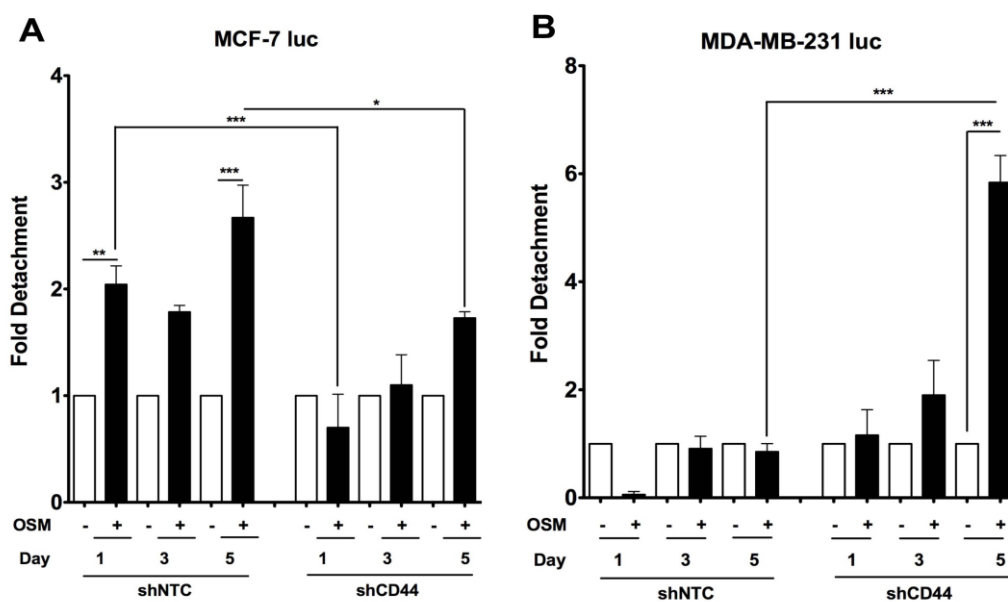 A
MCF-7 luc
Fold Detachment
4
3
2
1
0
***
*
**
***
OSM - + - + - + - + - + - +
Day 1 3 5 1 3 5
shNTC shCD44
B
MDA-MB-231 luc
Fold Detachment
8
6
4
2
0
***
***
OSM - + - + - + - + - + - +
Day 1 3 5 1 3 5
shNTC shCD44